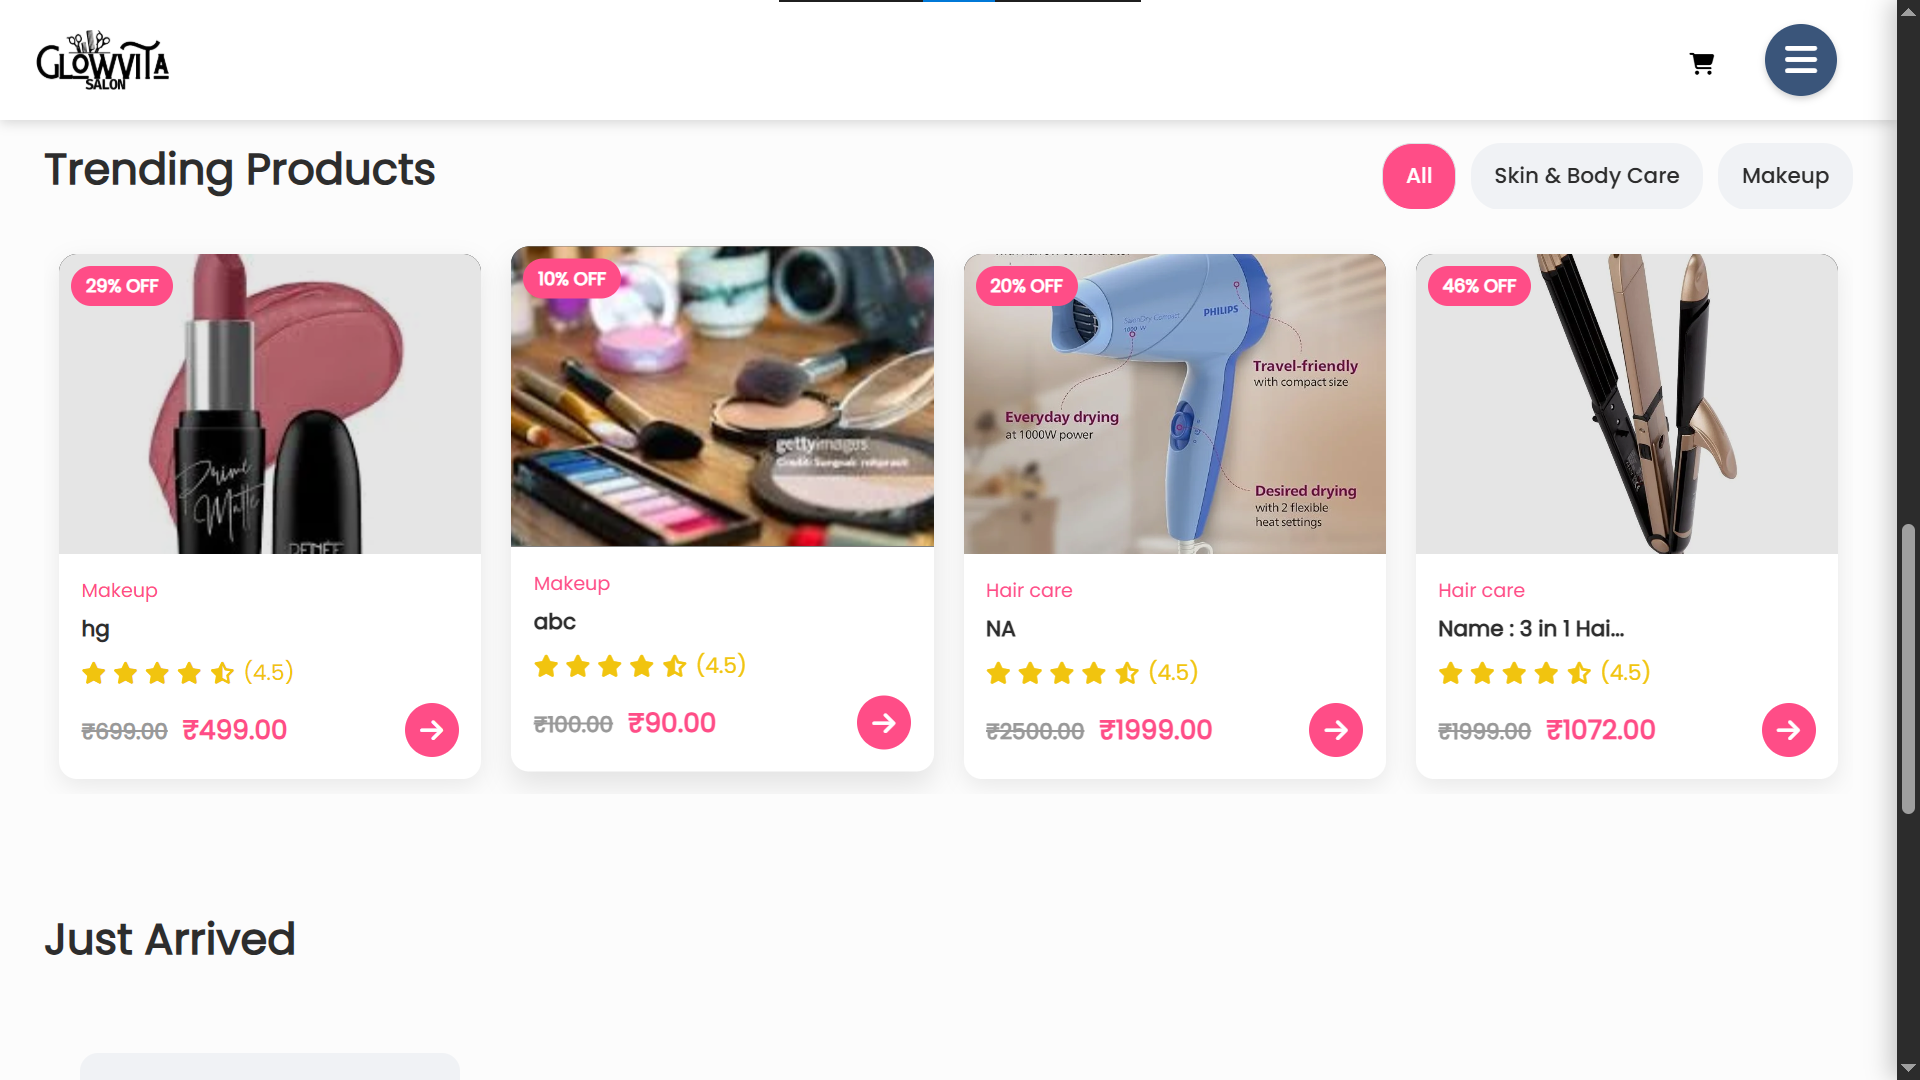 GLOWVITA
SALON
Trending Products
All
Skin & Body Care
Makeup
29% OFF
Prime
Matte
RENEE
Makeup
hg
(4.5)
₹699.00 ₹499.00
10% OFF
gettyimages
Makeup
abc
(4.5)
₹100.00 ₹90.00
20% OFF
PHILIPS
1000 W
Travel-friendly
with compact size
Everyday drying
at 1000W power
Desired drying
with 2 flexible
heat settings
Hair care
NA
(4.5)
₹2500.00 ₹1999.00
46% OFF
Hair care
Name : 3 in 1 Hai...
(4.5)
₹1999.00 ₹1072.00
Just Arrived